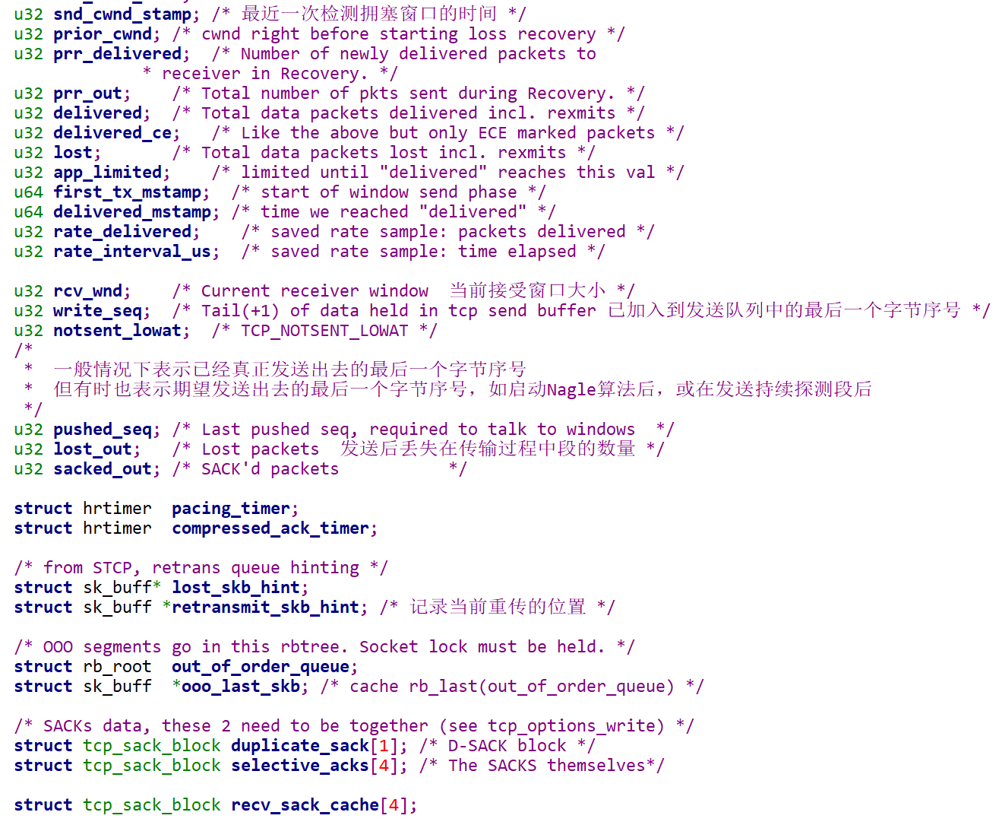 u32 snd_cwnd_stamp; /* 最近一次检测拥塞窗口的时间 */
u32 prior_cwnd; /* cwnd right before starting loss recovery */
u32 prr_delivered;  /* Number of newly delivered packets to
             * receiver in Recovery. */
u32 prr_out;    /* Total number of pkts sent during Recovery. */
u32 delivered;  /* Total data packets delivered incl. rexmits */
u32 delivered_ce;   /* Like the above but only ECE marked packets */
u32 lost;       /* Total data packets lost incl. rexmits */
u32 app_limited;    /* limited until "delivered" reaches this val */
u64 first_tx_mstamp;  /* start of window send phase */
u64 delivered_mstamp; /* time we reached "delivered" */
u32 rate_delivered;    /* saved rate sample: packets delivered */
u32 rate_interval_us;  /* saved rate sample: time elapsed */
u32 rcv_wnd;    /* Current receiver window  当前接受窗口大小 */
u32 write_seq;  /* Tail(+1) of data held in tcp send buffer 已加入到发送队列中的最后一个字节序号 */
u32 notsent_lowat;  /* TCP_NOTSENT_LOWAT */
/*
 *  一般情况下表示已经真正发送出去的最后一个字节序号
 *  但有时也表示期望发送出去的最后一个字节序号，如启动Nagle算法后，或在发送持续探测段后
 */
u32 pushed_seq; /* Last pushed seq, required to talk to windows  */
u32 lost_out;   /* Lost packets  发送后丢失在传输过程中段的数量 */
u32 sacked_out; /* SACK'd packets           */
struct hrtimer  pacing_timer;
struct hrtimer  compressed_ack_timer;
/* from STCP, retrans queue hinting */
struct sk_buff* lost_skb_hint;
struct sk_buff *retransmit_skb_hint; /* 记录当前重传的位置 */
/* OOO segments go in this rbtree. Socket lock must be held. */
struct rb_root  out_of_order_queue;
struct sk_buff  *ooo_last_skb; /* cache rb_last(out_of_order_queue) */
/* SACKs data, these 2 need to be together (see tcp_options_write) */
struct tcp_sack_block duplicate_sack[1]; /* D-SACK block */
struct tcp_sack_block selective_acks[4]; /* The SACKS themselves*/
struct tcp_sack_block recv_sack_cache[4];